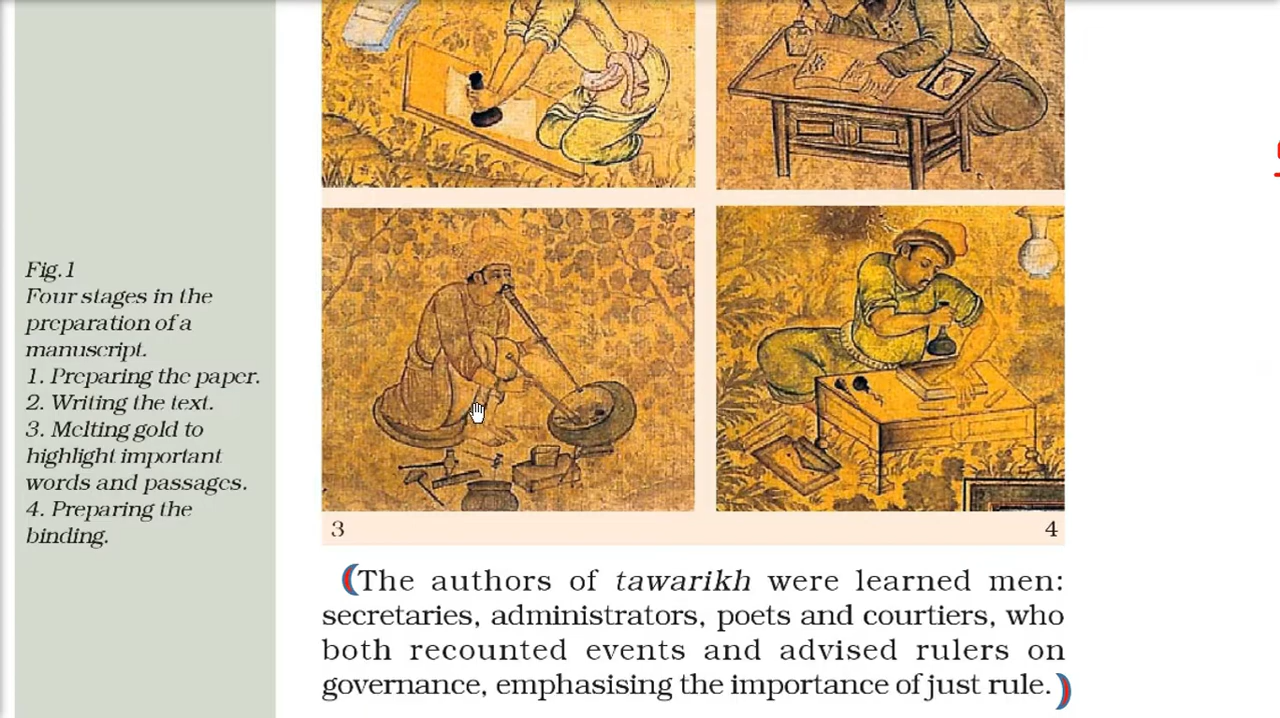 Fig.1
Four stages in the
preparation of a
manuscript.
1. Preparing the paper.
2. Writing the text.
3. Melting gold to
highlight important
words and passages.
4. Preparing the
binding.
3
4
(The authors of tawarikh were learned men:
secretaries, administrators, poets and courtiers, who
both recounted events and advised rulers on
governance, emphasising the importance of just rule.)